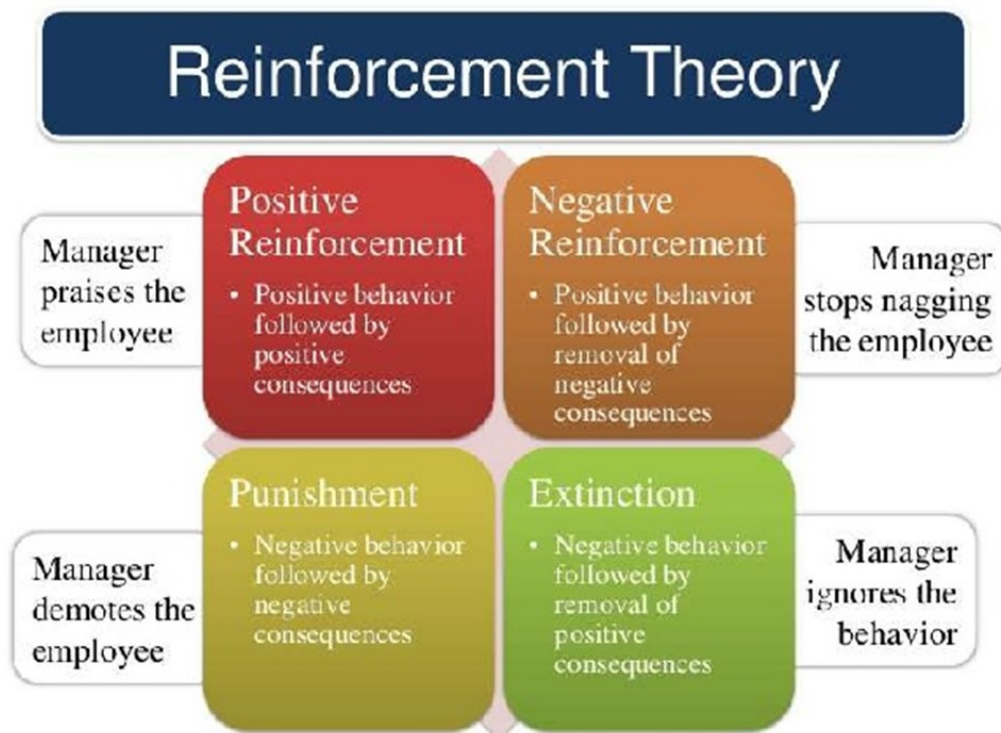 Reinforcement Theory
Manager
praises the
employee
Positive
Reinforcement
• Positive behavior
followed by
positive
consequences
Negative
Reinforcement
• Positive behavior
followed by
removal of
negative
consequences
Manager
stops nagging
the employee
Manager
demotes the
employee
Punishment
• Negative behavior
followed by
negative
consequences
Extinction
• Negative behavior
followed by
removal of
positive
consequences
Manager
ignores the
behavior